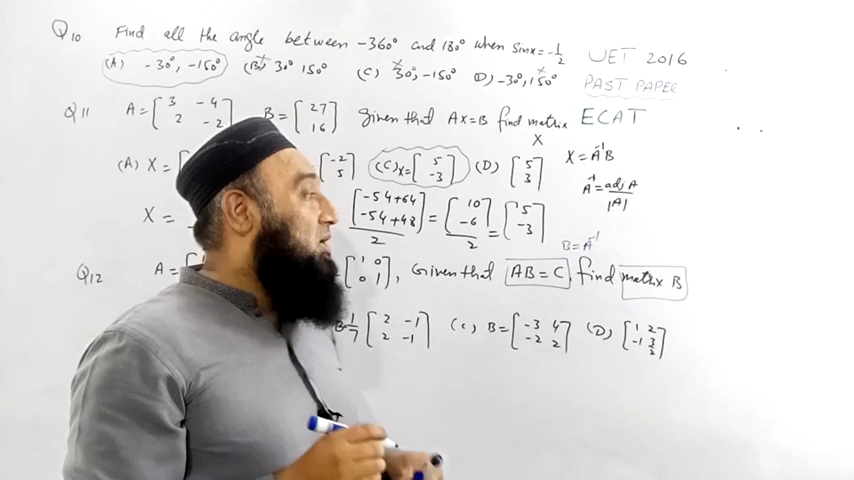 Q10 Find all the angle between -360° and 180° when sinx = -1/2 UET 2016
(A) -30°, -150° (B) 30° 150° (C) 30°, -150° (D) -30°, 150° PAST PAPER
Q11 A = [3 -4 2 -2] B = [27 16] Given that AX=B find matrix X ECAT
(A) X = [ [-2 5] (C) X = [5 -3] (D) [5 3] X = A⁻¹B
A⁻¹ = adj A / |A|
X = [-54+64 -54+48] / 2 = [10 -6] / 2 = [5 -3]
B = A⁻¹
Q12 A = [ = [1 0 0 1], Given that AB = C, find matrix B
B = 1/7 [2 -1 2 -1] (C) B = [-3 4 -2 2] (D) [1 2 -1 3/2]